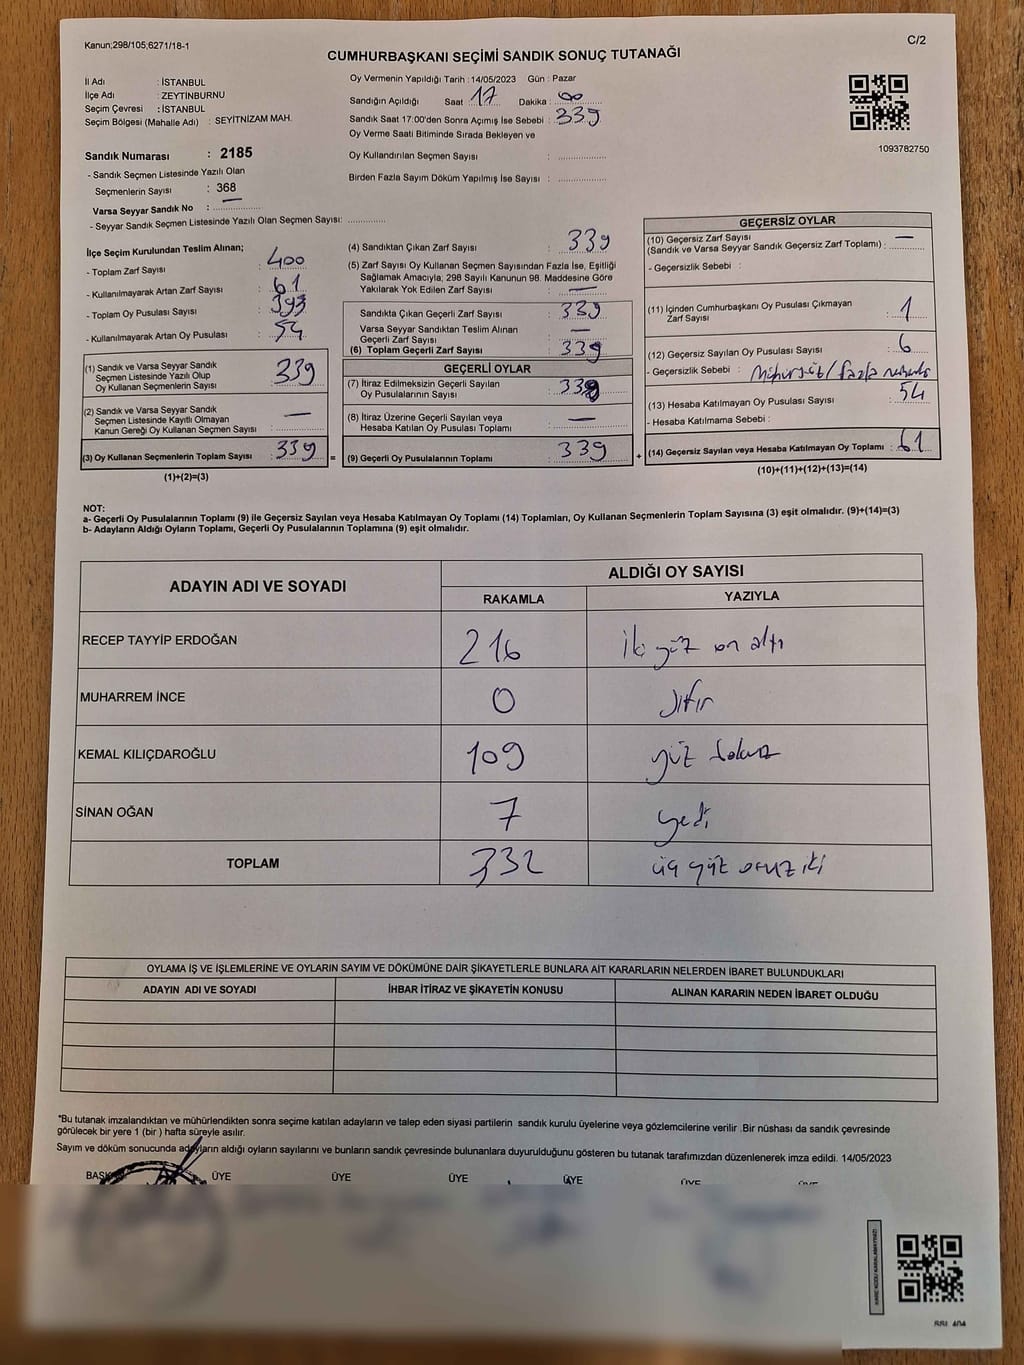 Kanun;298/105;6271/18-1
C/2
CUMHURBAŞKANI SEÇİMİ SANDIK SONUÇ TUTANAĞI
İl Adı : İSTANBUL
İlçe Adı : ZEYTİNBURNU
Seçim Çevresi : İSTANBUL
Seçim Bölgesi (Mahalle Adı) : SEYİTNİZAM MAH.
Sandık Numarası : 2185
- Sandık Seçmen Listesinde Yazılı Olan
Seçmenlerin Sayısı : 368
Varsa Seyyar Sandık No : —
- Seyyar Sandık Seçmen Listesinde Yazılı Olan Seçmen Sayısı:
Oy Vermenin Yapıldığı Tarih : 14/05/2023 Gün : Pazar
Sandığın Açıldığı Saat 17 Dakika : 00
Sandık Saat 17:00'den Sonra Açımış İse Sebebi : 339
Oy Verme Saati Bitiminde Sırada Bekleyen ve
Oy Kullandırılan Seçmen Sayısı :
Birden Fazla Sayım Döküm Yapılmış İse Sayısı :
1093782750
İlçe Seçim Kurulundan Teslim Alınan;
- Toplam Zarf Sayısı : 400
- Kullanılmayarak Artan Zarf Sayısı : 61
- Toplam Oy Pusulası Sayısı : 393
- Kullanılmayarak Artan Oy Pusulası : 54
(1) Sandık ve Varsa Seyyar Sandık
Seçmen Listesinde Yazılı Olup
Oy Kullanan Seçmenlerin Sayısı : 339
(2) Sandık ve Varsa Seyyar Sandık
Seçmen Listesinde Kayıtlı Olmayan
Kanun Gereği Oy Kullanan Seçmen Sayısı : —
(3) Oy Kullanan Seçmenlerin Toplam Sayısı : 339 =
(1)+(2)=(3)
(4) Sandıktan Çıkan Zarf Sayısı : 339
(5) Zarf Sayısı Oy Kullanan Seçmen Sayısından Fazla İse, Eşitliği
Sağlamak Amacıyla; 298 Sayılı Kanunun 98. Maddesine Göre
Yakılarak Yok Edilen Zarf Sayısı : —
Sandıkta Çıkan Geçerli Zarf Sayısı : 339
Varsa Seyyar Sandıktan Teslim Alınan
Geçerli Zarf Sayısı : —
(6) Toplam Geçerli Zarf Sayısı : 339
GEÇERLİ OYLAR
(7) İtiraz Edilmeksizin Geçerli Sayılan
Oy Pusulasının Sayısı : 339
(8) İtiraz Üzerine Geçerli Sayılan veya
Hesaba Katılan Oy Pusulası Toplamı : —
(9) Geçerli Oy Pusulalarının Toplamı : 339 +
GEÇERSİZ OYLAR
(10) Geçersiz Zarf Sayısı
(Sandık ve Varsa Seyyar Sandık Geçersiz Zarf Toplamı) : —
- Geçersizlik Sebebi :
(11) İçinden Cumhurbaşkanı Oy Pusulası Çıkmayan
Zarf Sayısı : 1
(12) Geçersiz Sayılan Oy Pusulası Sayısı : 6
- Geçersizlik Sebebi : Mühürsüz/fazla
(13) Hesaba Katılmayan Oy Pusulası Sayısı : 54
- Hesaba Katılmama Sebebi :
(14) Geçersiz Sayılan veya Hesaba Katılmayan Oy Toplamı : 61
(10)+(11)+(12)+(13)=(14)
NOT:
a- Geçerli Oy Pusulalarının Toplamı (9) ile Geçersiz Sayılan veya Hesaba Katılmayan Oy Toplamı (14) Toplamları, Oy Kullanan Seçmenlerin Toplam Sayısına (3) eşit olmalıdır. (9)+(14)=(3)
b- Adayların Aldığı Oyların Toplamı, Geçerli Oy Pusulalarının Toplamına (9) eşit olmalıdır.
ADAYIN ADI VE SOYADI
ALDIĞI OY SAYISI
RAKAMLA YAZIYLA
RECEP TAYYİP ERDOĞAN 216 iki yüz on altı
MUHARREM İNCE 0 sıfır
KEMAL KILIÇDAROĞLU 109 yüz dokuz
SİNAN OĞAN 7 yedi
TOPLAM 332 üç yüz otuz iki
OYLAMA İŞ VE İŞLEMLERİNE VE OYLARIN SAYIM VE DÖKÜMÜNE DAİR ŞİKAYETLERLE BUNLARA AİT KARARLARIN NELERDEN İBARET BULUNDUKLARI
ADAYIN ADI VE SOYADI İHBAR İTİRAZ VE ŞİKAYETİN KONUSU ALINAN KARARIN NEDEN İBARET OLDUĞU
*Bu tutanak imzalandıktan ve mühürlendikten sonra seçime katılan adayların ve talep eden siyasi partilerin sandık kurulu üyelerine veya gözlemcilerine verilir .Bir nüshası da sandık çevresinde
görülecek bir yere 1 (bir ) hafta süreyle asılır.
Sayım ve döküm sonucunda adayların aldığı oyların sayılarını ve bunların sandık çevresinde bulunanlara duyurulduğunu gösteren bu tutanak tarafımızdan düzenlenerek imza edildi. 14/05/2023
ÜYE ÜYE ÜYE ÜYE ÜYE